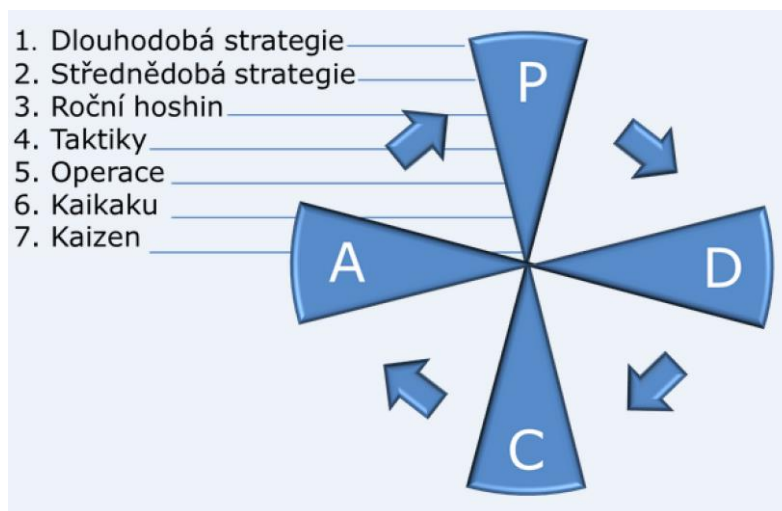 1. Dlouhodobá strategie
2. Střednědobá strategie
3. Roční hoshin
4. Taktiky
5. Operace
6. Kaikaku
7. Kaizen
P
A
D
C